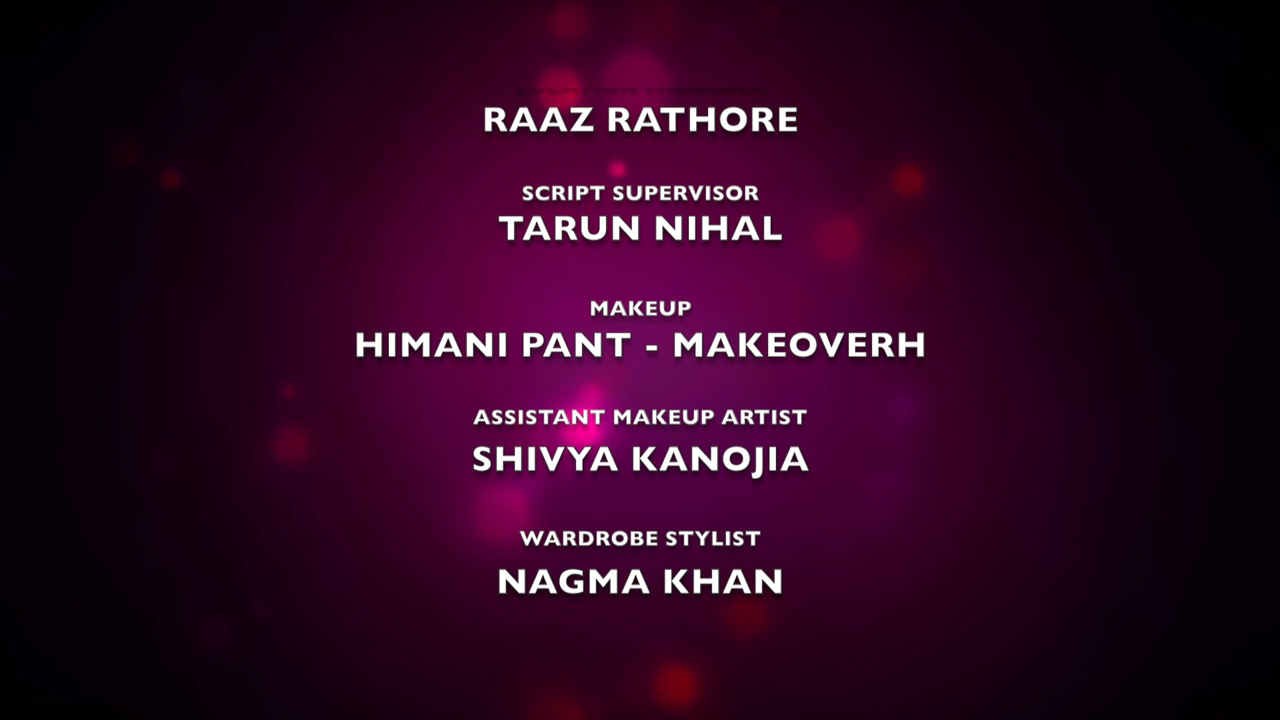 RAAZ RATHORE
SCRIPT SUPERVISOR
TARUN NIHAL
MAKEUP
HIMANI PANT - MAKEOVERH
ASSISTANT MAKEUP ARTIST
SHIVYA KANOJIA
WARDROBE STYLIST
NAGMA KHAN